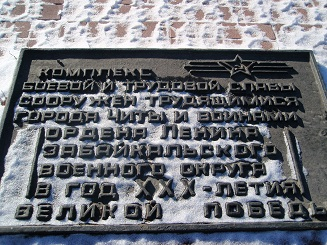 КОМПЛЕКС
БОЕВОЙ И ТРУДОВОЙ СЛАВЫ
СООРУЖЕН ТРУДЯЩИМИСЯ
ГОРОДА ЧИТЫ И ВОИНАМИ
ОРДЕНА ЛЕНИНА
ЗАБАЙКАЛЬСКОГО
ВОЕННОГО ОКРУГА
В ГОД XXX-ЛЕТИЯ
ВЕЛИКОЙ ПОБЕДЫ